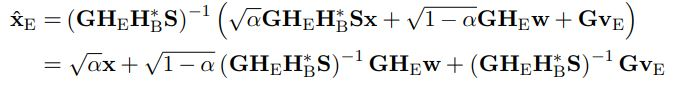 x̂_E = (GH_E H_B^* S)^{-1} (√α GH_E H_B^* Sx + √(1 − α) GH_E w + Gv_E)
= √α x + √(1 − α) (GH_E H_B^* S)^{-1} GH_E w + (GH_E H_B^* S)^{-1} Gv_E